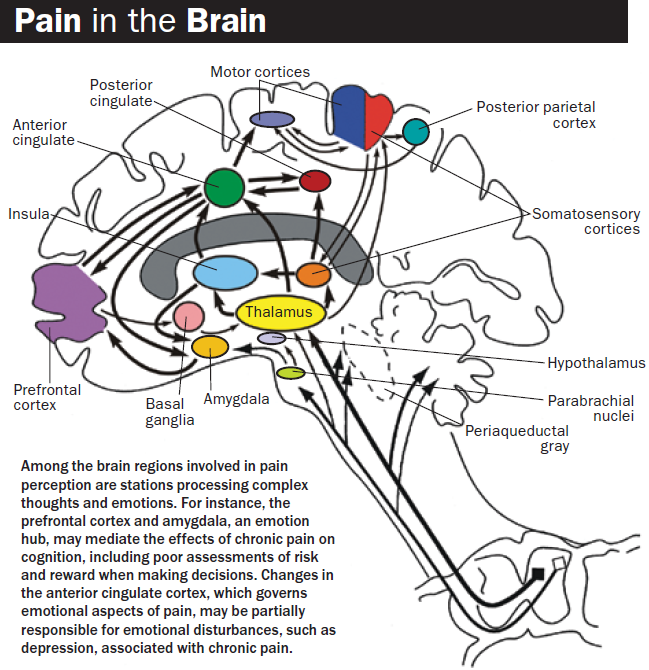 Pain in the Brain
Motor cortices
Posterior
cingulate
Posterior parietal
cortex
Anterior
cingulate
Insula
Somatosensory
cortices
Thalamus
Hypothalamus
Prefrontal
cortex
Basal
ganglia
Amygdala
Parabrachial
nuclei
Periaqueductal
gray
Among the brain regions involved in pain
perception are stations processing complex
thoughts and emotions. For instance, the
prefrontal cortex and amygdala, an emotion
hub, may mediate the effects of chronic pain on
cognition, including poor assessments of risk
and reward when making decisions. Changes in
the anterior cingulate cortex, which governs
emotional aspects of pain, may be partially
responsible for emotional disturbances, such as
depression, associated with chronic pain.